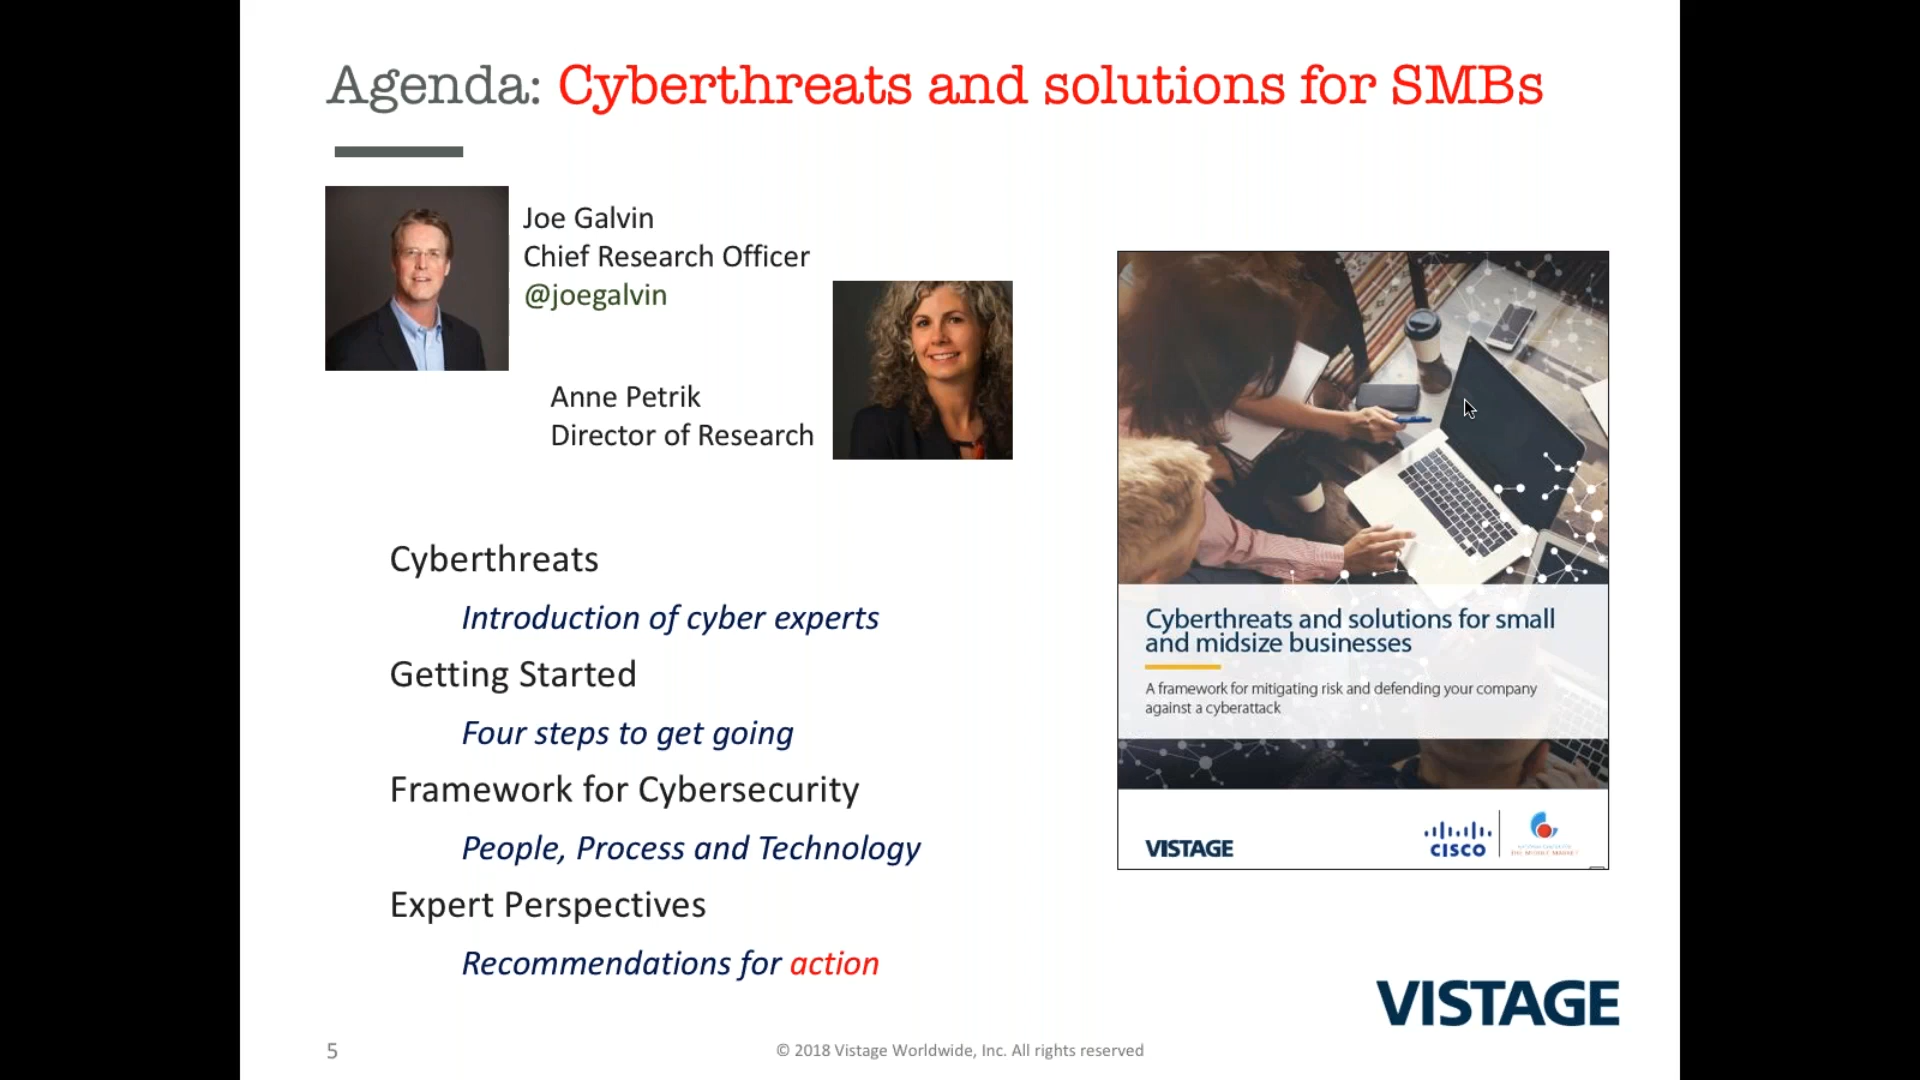 Agenda: Cyberthreats and solutions for SMBs
Joe Galvin
Chief Research Officer
@joegalvin
Anne Petrik
Director of Research
Cyberthreats
Introduction of cyber experts
Getting Started
Four steps to get going
Framework for Cybersecurity
People, Process and Technology
Expert Perspectives
Recommendations for action
Cyberthreats and solutions for small
and midsize businesses
A framework for mitigating risk and defending your company
against a cyberattack
VISTAGE
CISCO
VISTAGE
5
© 2018 Vistage Worldwide, Inc. All rights reserved